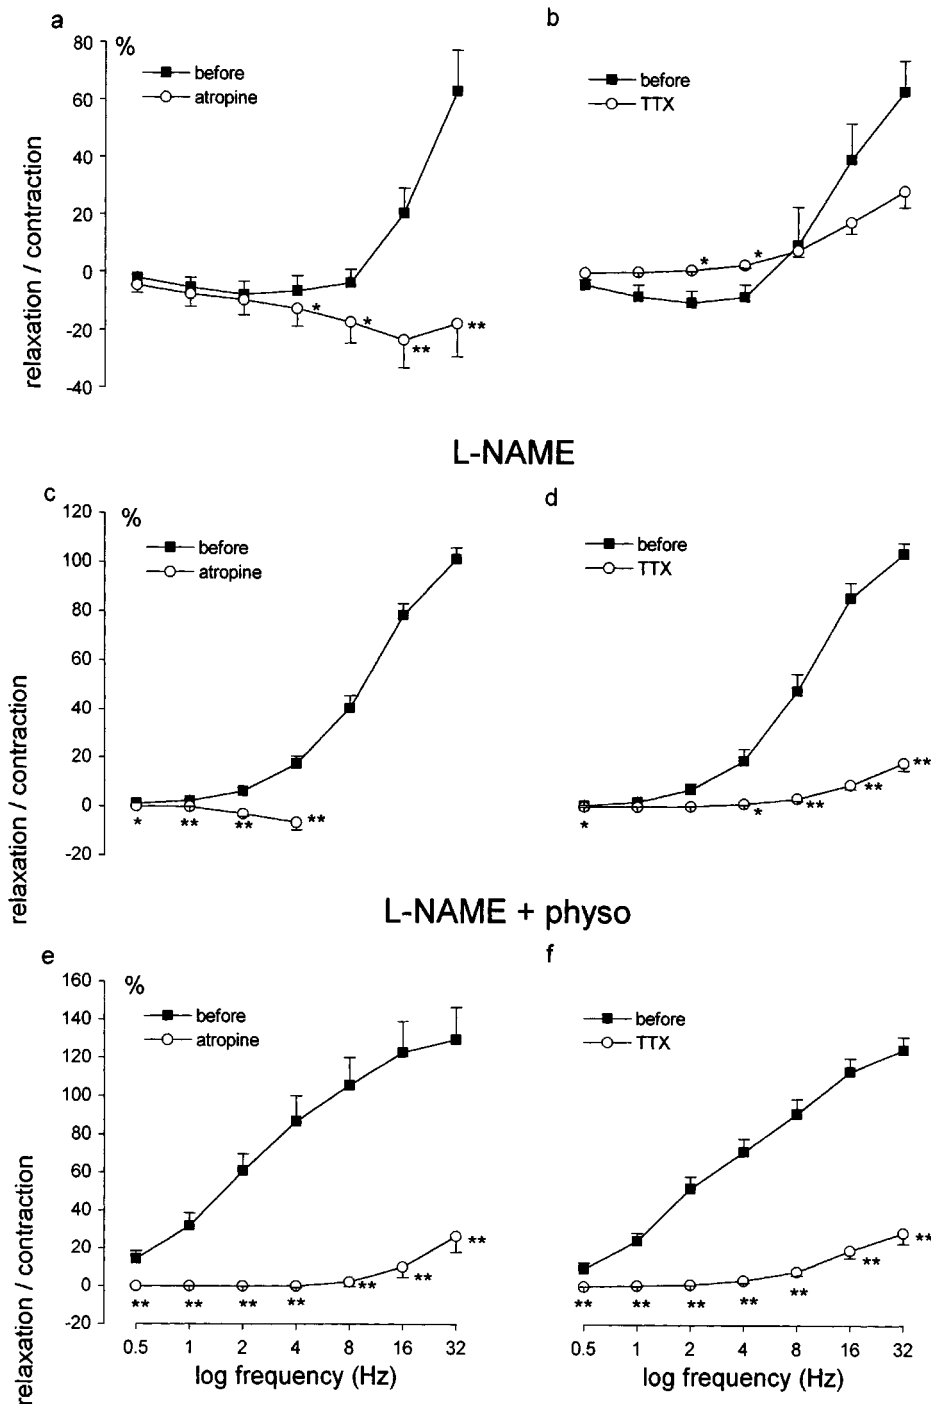 a
%
before
atropine
80
60
40
20
0
-20
-40
relaxation / contraction
*
*
**
**
b
before
TTX
*
*
L-NAME
c
%
before
atropine
120
100
80
60
40
20
0
-20
relaxation / contraction
*
**
**
**
d
before
TTX
*
*
**
**
**
L-NAME + physo
e
%
before
atropine
160
140
120
100
80
60
40
20
0
-20
relaxation / contraction
**
**
**
**
**
**
**
0.5 1 2 4 8 16 32
log frequency (Hz)
f
before
TTX
**
**
**
**
**
**
**
0.5 1 2 4 8 16 32
log frequency (Hz)